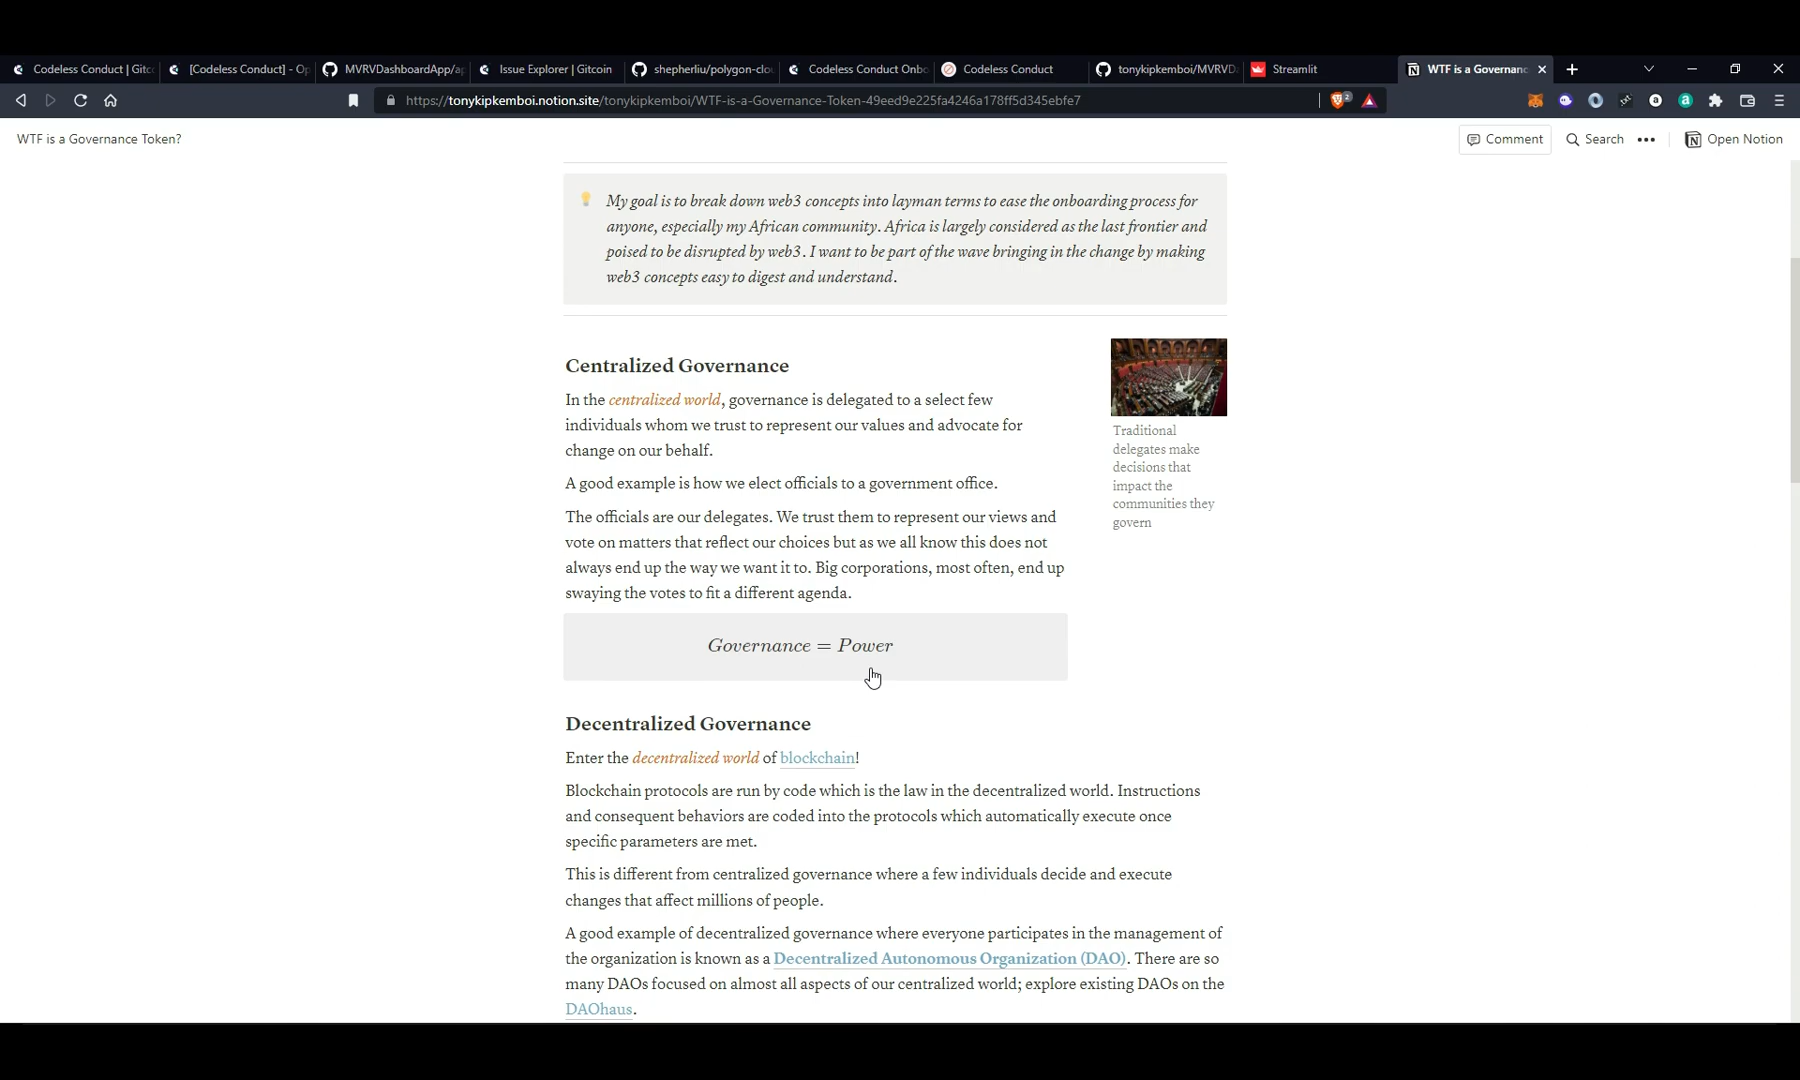 Codeless Conduct | Gitc
[Codeless Conduct] - Op
MVRVDashboardApp/ap
Issue Explorer | Gitcoin
shepherliu/polygon-clou
Codeless Conduct Onbo
Codeless Conduct
tonykipkemboi/MVRVDa
Streamlit
WTF is a Governanc
https://tonykipkemboi.notion.site/tonykipkemboi/WTF-is-a-Governance-Token-49eed9e225fa4246a178ff5d345ebfe7
2
WTF is a Governance Token?
Comment
Search
Open Notion
My goal is to break down web3 concepts into layman terms to ease the onboarding process for
anyone, especially my African community. Africa is largely considered as the last frontier and
poised to be disrupted by web3. I want to be part of the wave bringing in the change by making
web3 concepts easy to digest and understand.
Centralized Governance
In the centralized world, governance is delegated to a select few
individuals whom we trust to represent our values and advocate for
change on our behalf.
A good example is how we elect officials to a government office.
The officials are our delegates. We trust them to represent our views and
vote on matters that reflect our choices but as we all know this does not
always end up the way we want it to. Big corporations, most often, end up
swaying the votes to fit a different agenda.
Governance = Power
Traditional
delegates make
decisions that
impact the
communities they
govern
Decentralized Governance
Enter the decentralized world of blockchain!
Blockchain protocols are run by code which is the law in the decentralized world. Instructions
and consequent behaviors are coded into the protocols which automatically execute once
specific parameters are met.
This is different from centralized governance where a few individuals decide and execute
changes that affect millions of people.
A good example of decentralized governance where everyone participates in the management of
the organization is known as a Decentralized Autonomous Organization (DAO). There are so
many DAOs focused on almost all aspects of our centralized world; explore existing DAOs on the
DAOhaus.